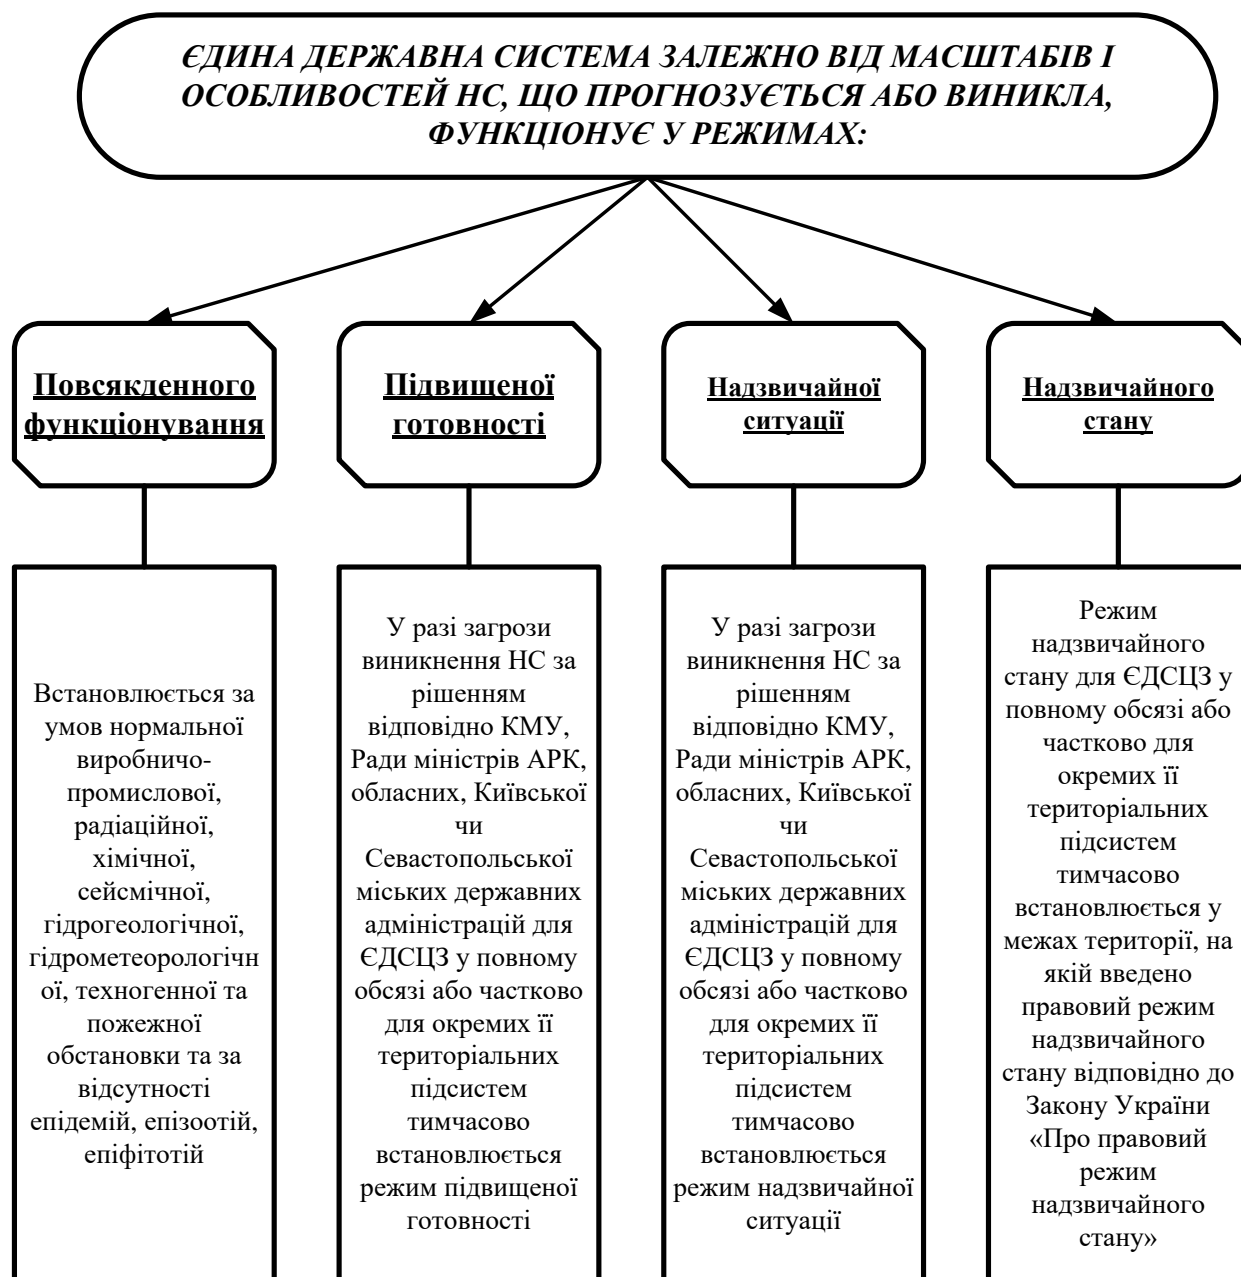 ЄДИНА ДЕРЖАВНА СИСТЕМА ЗАЛЕЖНО ВІД МАСШТАБІВ І
ОСОБЛИВОСТЕЙ НС, ЩО ПРОГНОЗУЄТЬСЯ АБО ВИНИКЛА,
ФУНКЦІОНУЄ У РЕЖИМАХ:
Повсякденного
функціонування
Встановлюється за
умов нормальної
виробничо-
промислової,
радіаційної,
хімічної,
сейсмічної,
гідрогеологічної,
гідрометеорологічн
ої, техногенної та
пожежної
обстановки та за
відсутності
епідемій, епізоотій,
епіфітотій
Підвищеної
готовності
У разі загрози
виникнення НС за
рішенням
відповідно КМУ,
Ради міністрів АРК,
обласних, Київської
чи
Севастопольської
міських державних
адміністрацій для
ЄДСЦЗ у повному
обсязі або частково
для окремих її
територіальних
підсистем
тимчасово
встановлюється
режим підвищеної
готовності
Надзвичайної
ситуації
У разі загрози
виникнення НС за
рішенням
відповідно КМУ,
Ради міністрів АРК,
обласних, Київської
чи
Севастопольської
міських державних
адміністрацій для
ЄДСЦЗ у повному
обсязі або частково
для окремих її
територіальних
підсистем
тимчасово
встановлюється
режим надзвичайної
ситуації
Надзвичайного
стану
Режим
надзвичайного
стану для ЄДСЦЗ у
повному обсязі або
частково для
окремих її
територіальних
підсистем
тимчасово
встановлюється у
межах території, на
якій введено
правовий режим
надзвичайного
стану відповідно до
Закону України
«Про правовий
режим
надзвичайного
стану»